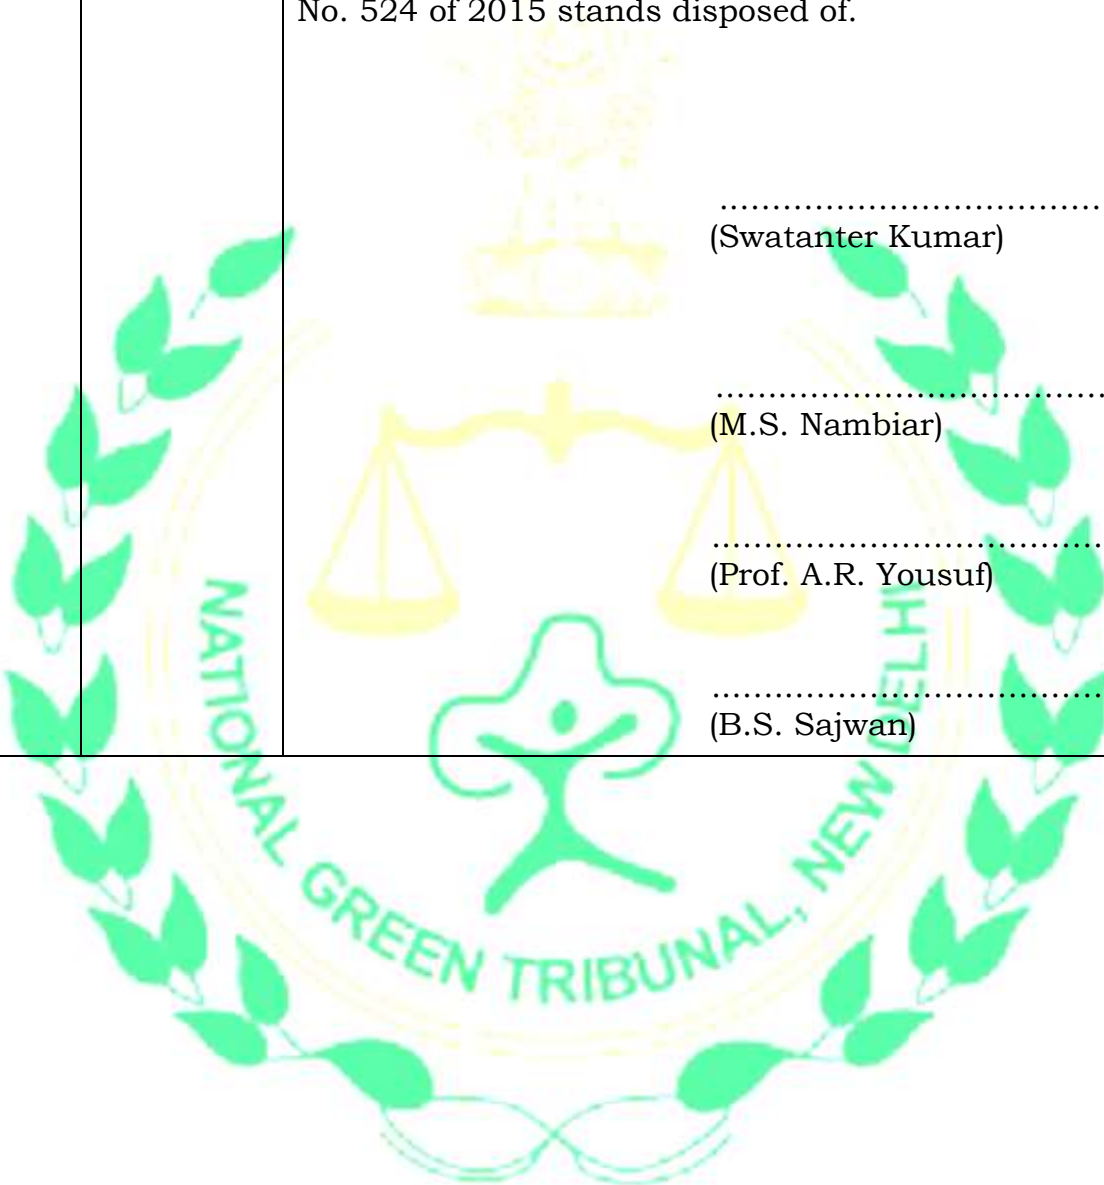 No. 524 of 2015 stands disposed of.
....................................
(Swatanter Kumar)
....................................
(M.S. Nambiar)
....................................
(Prof. A.R. Yousuf)
....................................
(B.S. Sajwan)
NATIONAL GREEN TRIBUNAL, NEW DELHI